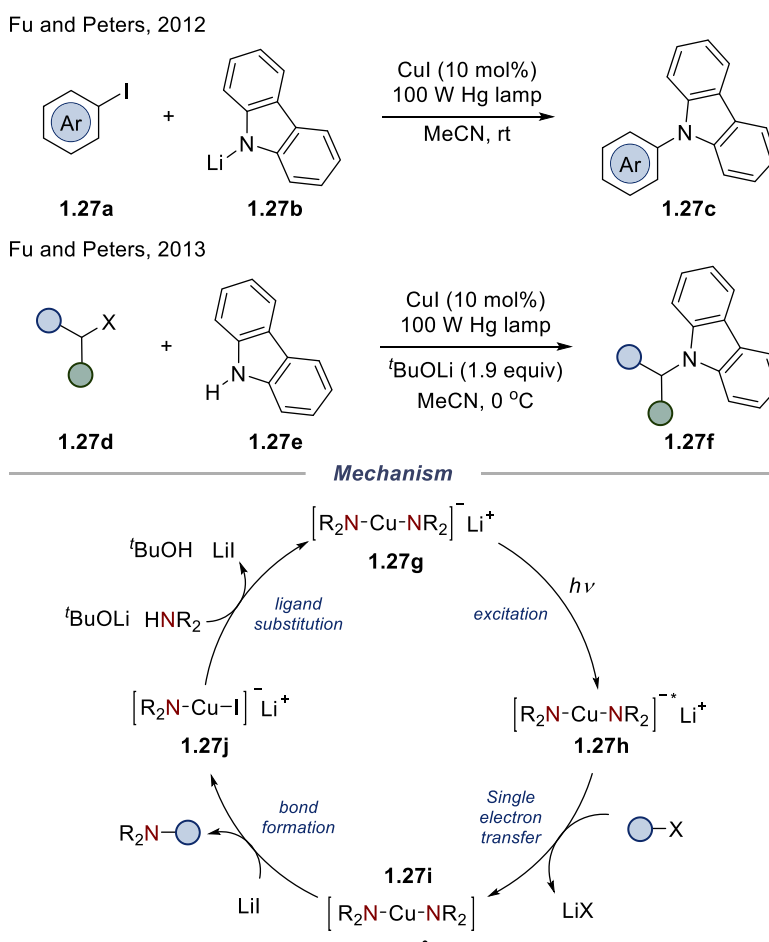 Fu and Peters, 2012
Ar
I
+
Li
N
CuI (10 mol%)
100 W Hg lamp
MeCN, rt
Ar
N
1.27a
1.27b
1.27c
Fu and Peters, 2013
X
+
H
N
CuI (10 mol%)
100 W Hg lamp
ᵗBuOLi (1.9 equiv)
MeCN, 0 °C
N
1.27d
1.27e
1.27f
Mechanism
[R₂N-Cu-NR₂]⁻ Li⁺
1.27g
ᵗBuOH LiI
ᵗBuOLi HNR₂
ligand
substitution
excitation
hν
[R₂N-Cu-I]⁻ Li⁺
1.27j
[R₂N-Cu-NR₂]⁻* Li⁺
1.27h
R₂N
bond
formation
LiI
Single
electron
transfer
X
LiX
1.27i
[R₂N-Cu-NR₂]